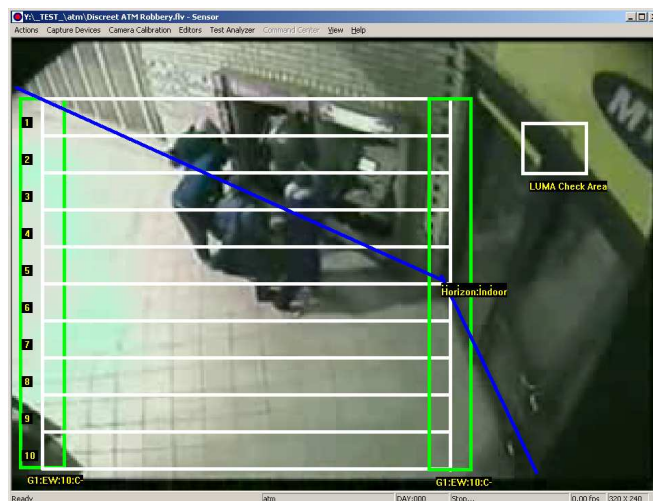 Y:\_TEST_\atm\Discreet ATM Robbery.flv - Sensor
Actions Capture Devices Camera Calibration Editors Test Analyzer Command Center View Help
1
2
LUMA Check Area
3
4
5
Horizon:Indoor
6
7
8
9
10
G1:EW:10:C-
G1:EW:10:C-
Ready atm DAY:000 Stop... 0.00 fps 320 X 240